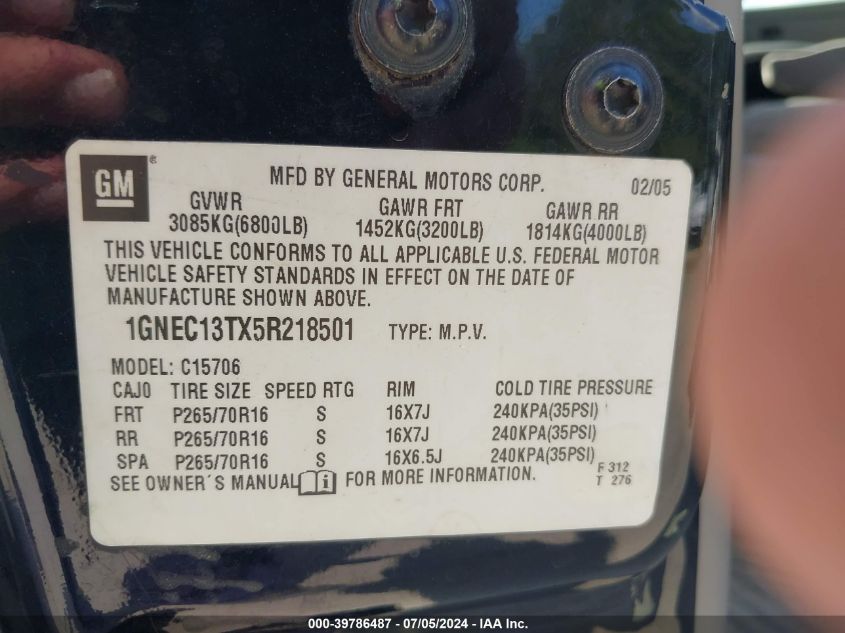 GM®
MFD BY GENERAL MOTORS CORP. 02/05
GVWR GAWR FRT GAWR RR
3085KG(6800LB) 1452KG(3200LB) 1814KG(4000LB)
THIS VEHICLE CONFORMS TO ALL APPLICABLE U.S. FEDERAL MOTOR
VEHICLE SAFETY STANDARDS IN EFFECT ON THE DATE OF
MANUFACTURE SHOWN ABOVE.
1GNEC13TX5R218501 TYPE: M.P.V.
MODEL: C15706
CAJ0 TIRE SIZE SPEED RTG RIM COLD TIRE PRESSURE
FRT P265/70R16 S 16X7J 240KPA(35PSI)
RR P265/70R16 S 16X7J 240KPA(35PSI)
SPA P265/70R16 S 16X6.5J 240KPA(35PSI)
SEE OWNER´S MANUAL i FOR MORE INFORMATION.
F 312
T 276
000-39786487 - 07/05/2024 - IAA Inc.